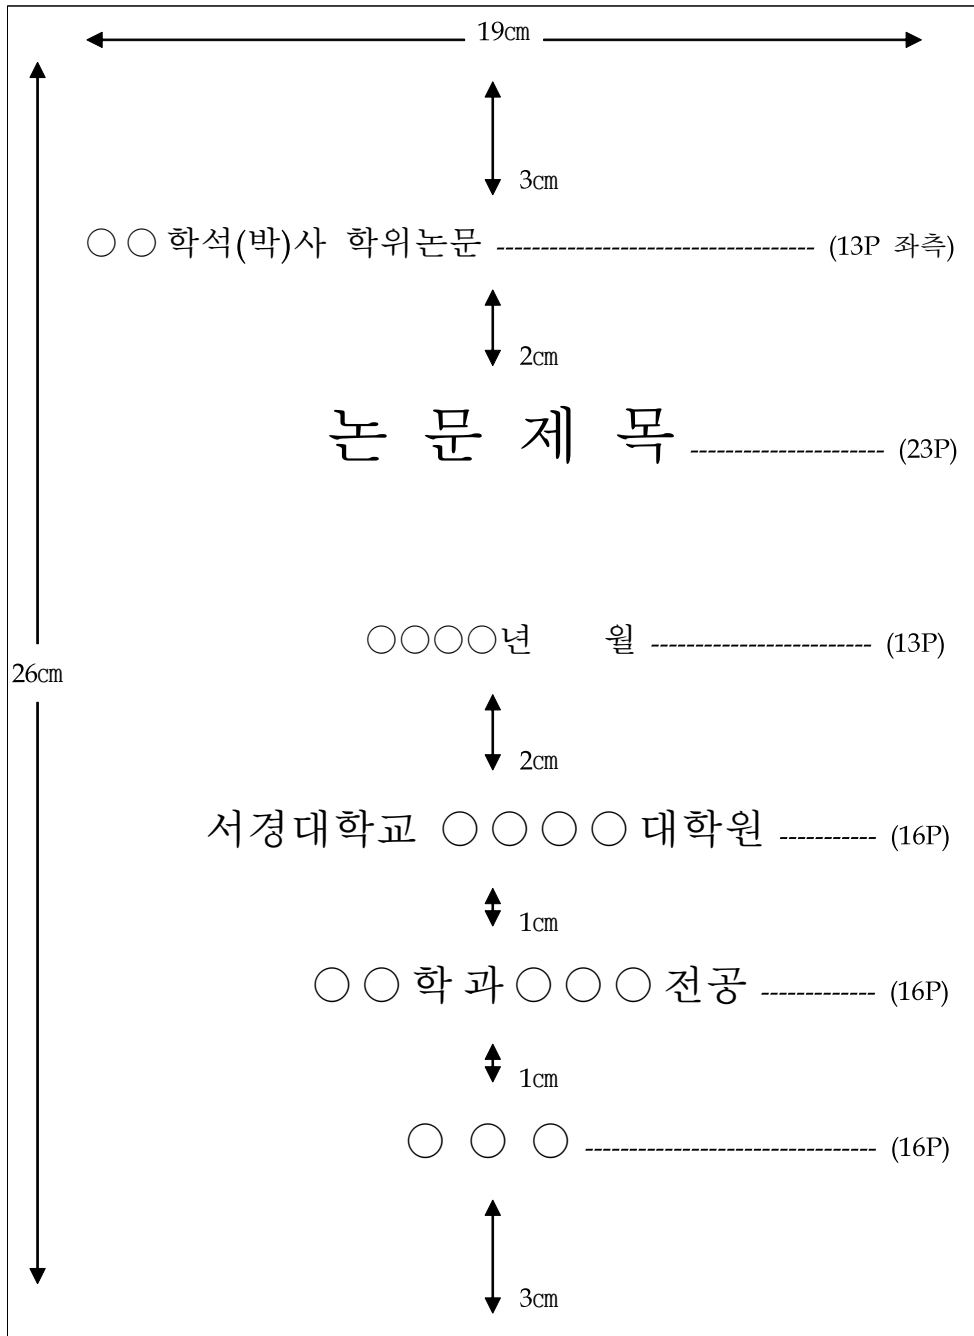 19㎝
3㎝
○○학석(박)사 학위논문 ------------------------------------ (13P 좌측)
2㎝
논 문 제 목 ---------------------- (23P)
○○○○년 월 ------------------------- (13P)
26㎝
2㎝
서경대학교 ○○○○대학원 ----------- (16P)
1㎝
○○학과○○○전공 ------------- (16P)
1㎝
○ ○ ○ --------------------------------- (16P)
3㎝